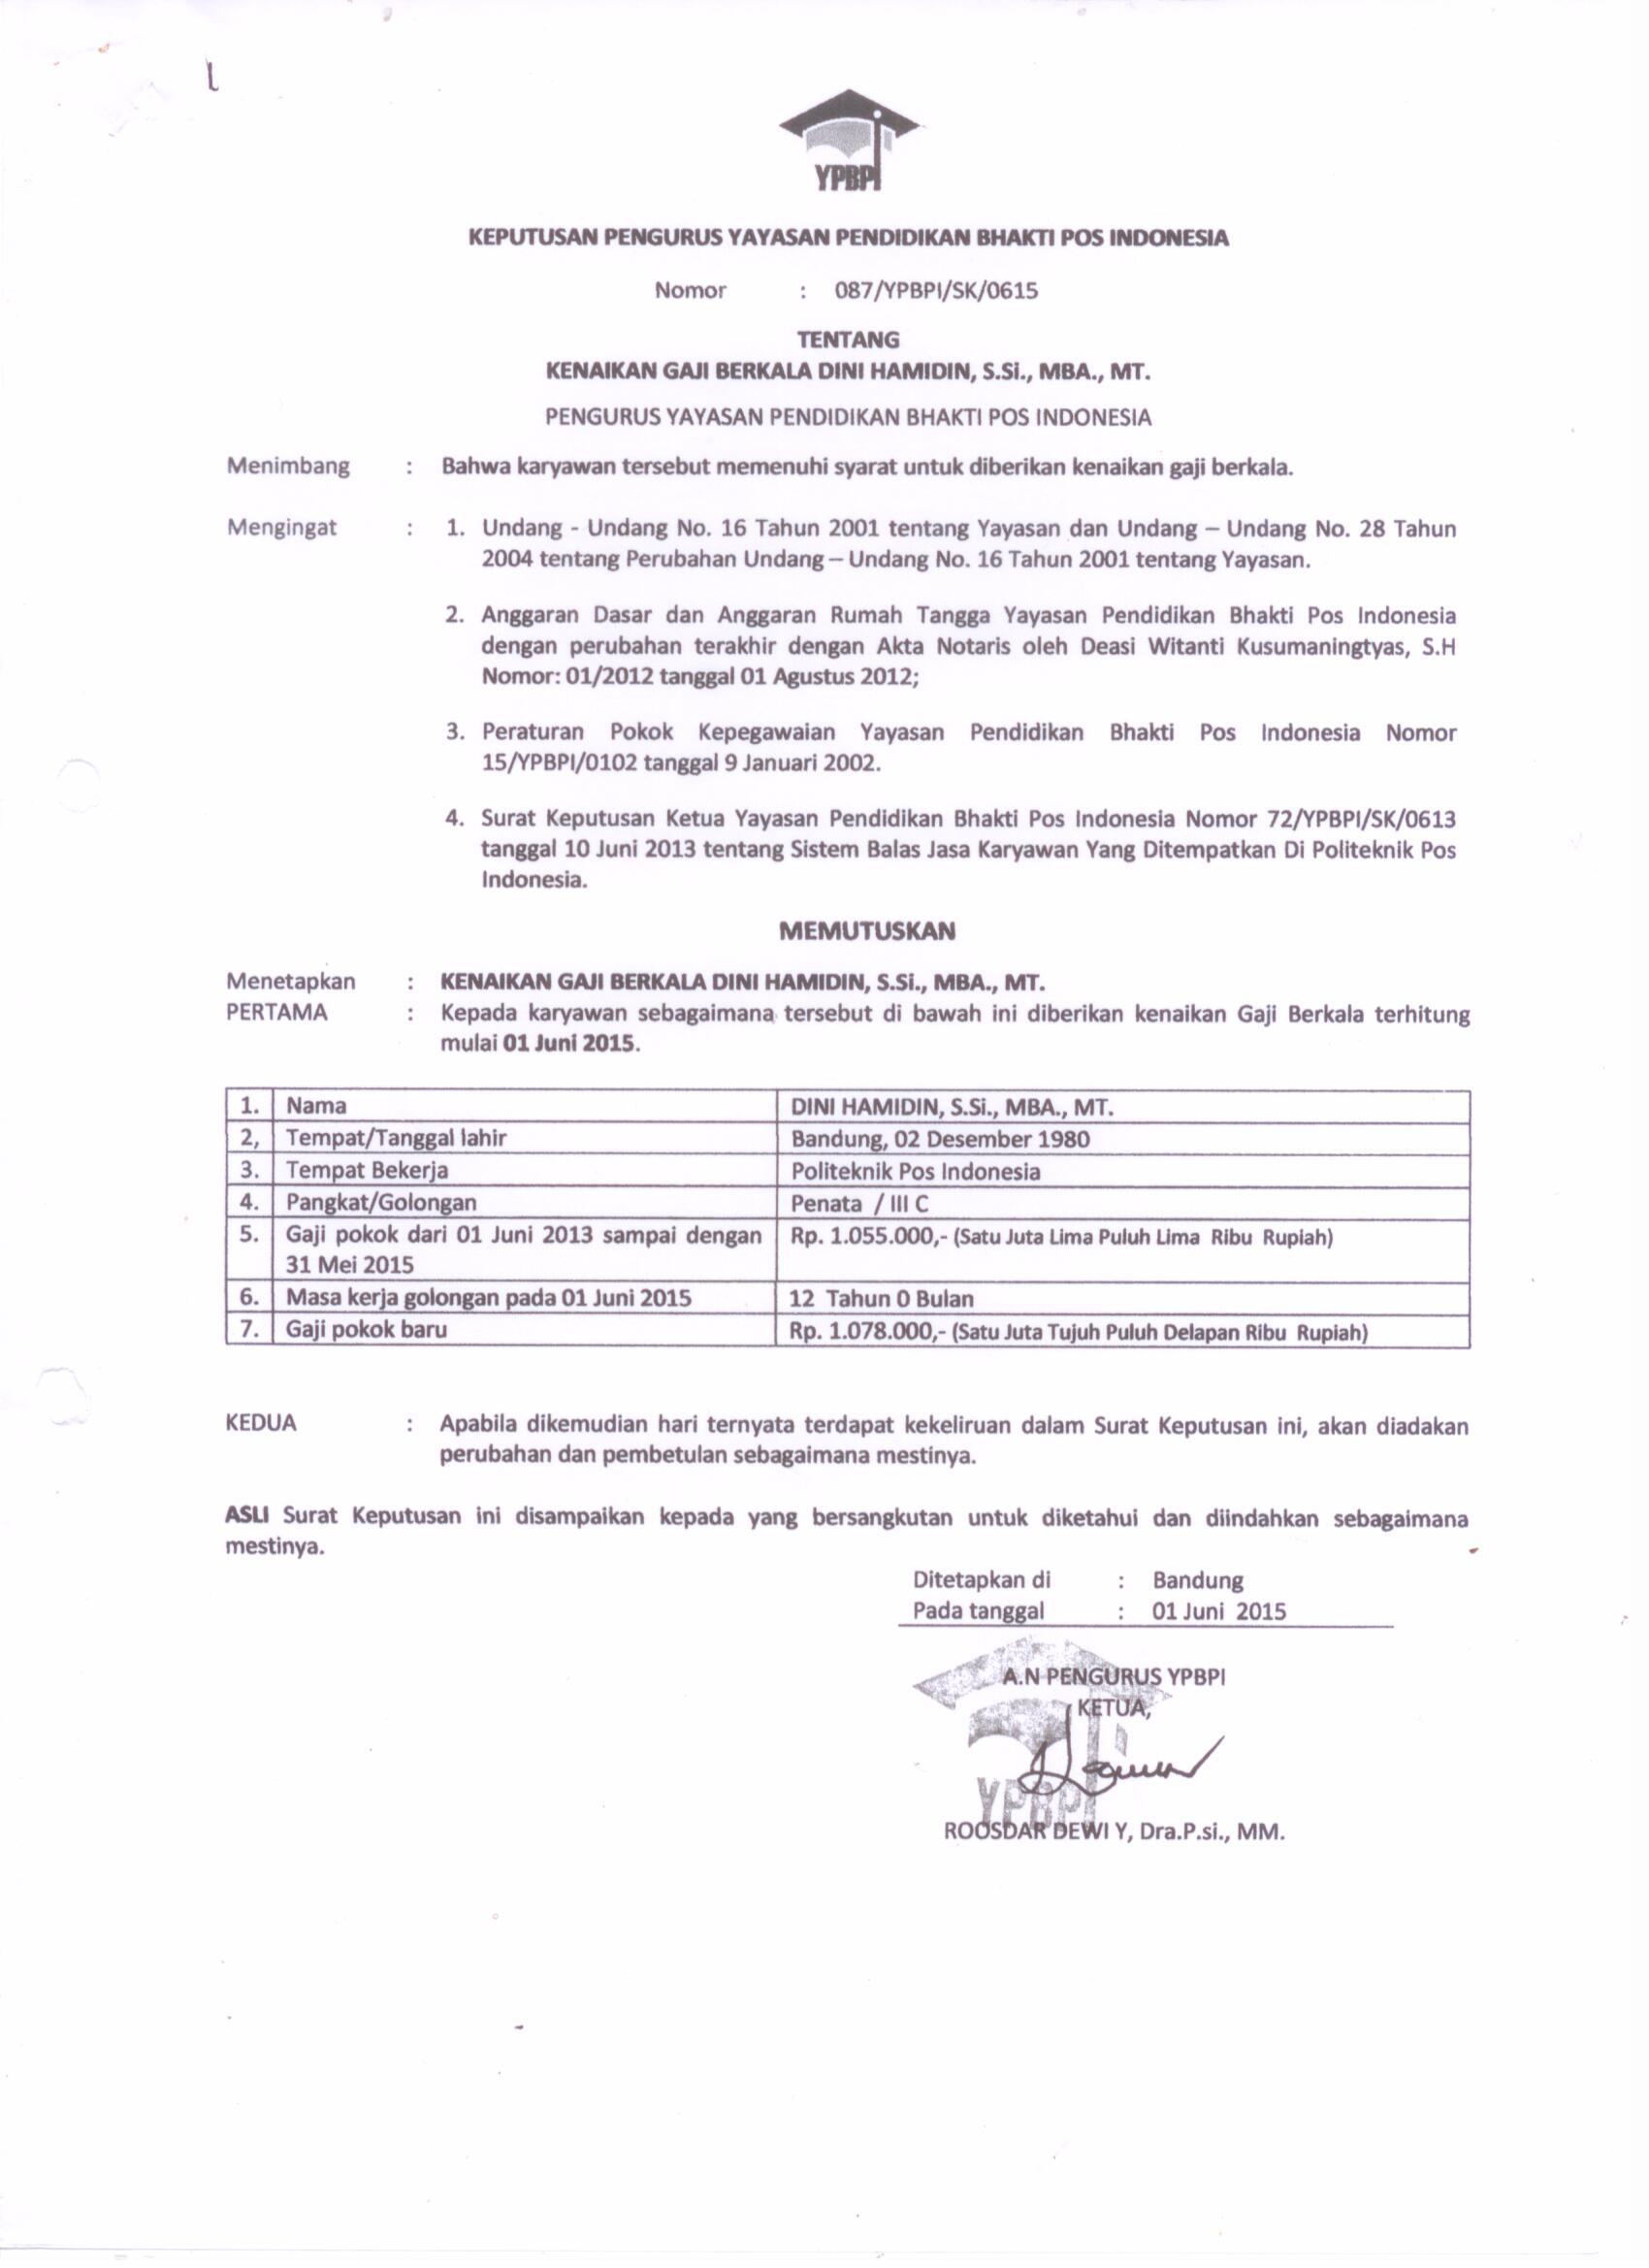 YPBPI
KEPUTUSAN PENGURUS YAYASAN PENDIDIKAN BHAKTI POS INDONESIA
Nomor : 087/YPBPI/SK/0615
TENTANG
KENAIKAN GAJI BERKALA DINI HAMIDIN, S.Si., MBA., MT.
PENGURUS YAYASAN PENDIDIKAN BHAKTI POS INDONESIA
Menimbang : Bahwa karyawan tersebut memenuhi syarat untuk diberikan kenaikan gaji berkala.
Mengingat : 1. Undang - Undang No. 16 Tahun 2001 tentang Yayasan dan Undang – Undang No. 28 Tahun
2004 tentang Perubahan Undang – Undang No. 16 Tahun 2001 tentang Yayasan.
2. Anggaran Dasar dan Anggaran Rumah Tangga Yayasan Pendidikan Bhakti Pos Indonesia
dengan perubahan terakhir dengan Akta Notaris oleh Deasi Witanti Kusumaningtyas, S.H
Nomor: 01/2012 tanggal 01 Agustus 2012;
3. Peraturan Pokok Kepegawaian Yayasan Pendidikan Bhakti Pos Indonesia Nomor
15/YPBPI/0102 tanggal 9 Januari 2002.
4. Surat Keputusan Ketua Yayasan Pendidikan Bhakti Pos Indonesia Nomor 72/YPBPI/SK/0613
tanggal 10 Juni 2013 tentang Sistem Balas Jasa Karyawan Yang Ditempatkan Di Politeknik Pos
Indonesia.
MEMUTUSKAN
Menetapkan : KENAIKAN GAJI BERKALA DINI HAMIDIN, S.Si., MBA., MT.
PERTAMA : Kepada karyawan sebagaimana tersebut di bawah ini diberikan kenaikan Gaji Berkala terhitung
mulai 01 Juni 2015.
1. Nama DINI HAMIDIN, S.Si., MBA., MT.
2, Tempat/Tanggal lahir Bandung, 02 Desember 1980
3. Tempat Bekerja Politeknik Pos Indonesia
4. Pangkat/Golongan Penata / III C
5. Gaji pokok dari 01 Juni 2013 sampai dengan Rp. 1.055.000,- (Satu Juta Lima Puluh Lima Ribu Rupiah)
31 Mei 2015
6. Masa kerja golongan pada 01 Juni 2015 12 Tahun 0 Bulan
7. Gaji pokok baru Rp. 1.078.000,- (Satu Juta Tujuh Puluh Delapan Ribu Rupiah)
KEDUA : Apabila dikemudian hari ternyata terdapat kekeliruan dalam Surat Keputusan ini, akan diadakan
perubahan dan pembetulan sebagaimana mestinya.
ASLI Surat Keputusan ini disampaikan kepada yang bersangkutan untuk diketahui dan diindahkan sebagaimana
mestinya.
Ditetapkan di : Bandung
Pada tanggal : 01 Juni 2015
A.N PENGURUS YPBPI
KETUA,
YPBPI
ROOSDAR DEWI Y, Dra.P.si., MM.